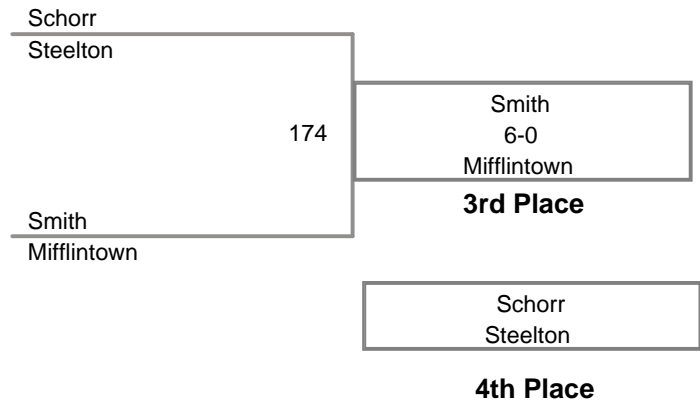 Schorr
Steelton
174
Smith
6-0
Mifflintown
3rd Place
Smith
Mifflintown
Schorr
Steelton
4th Place